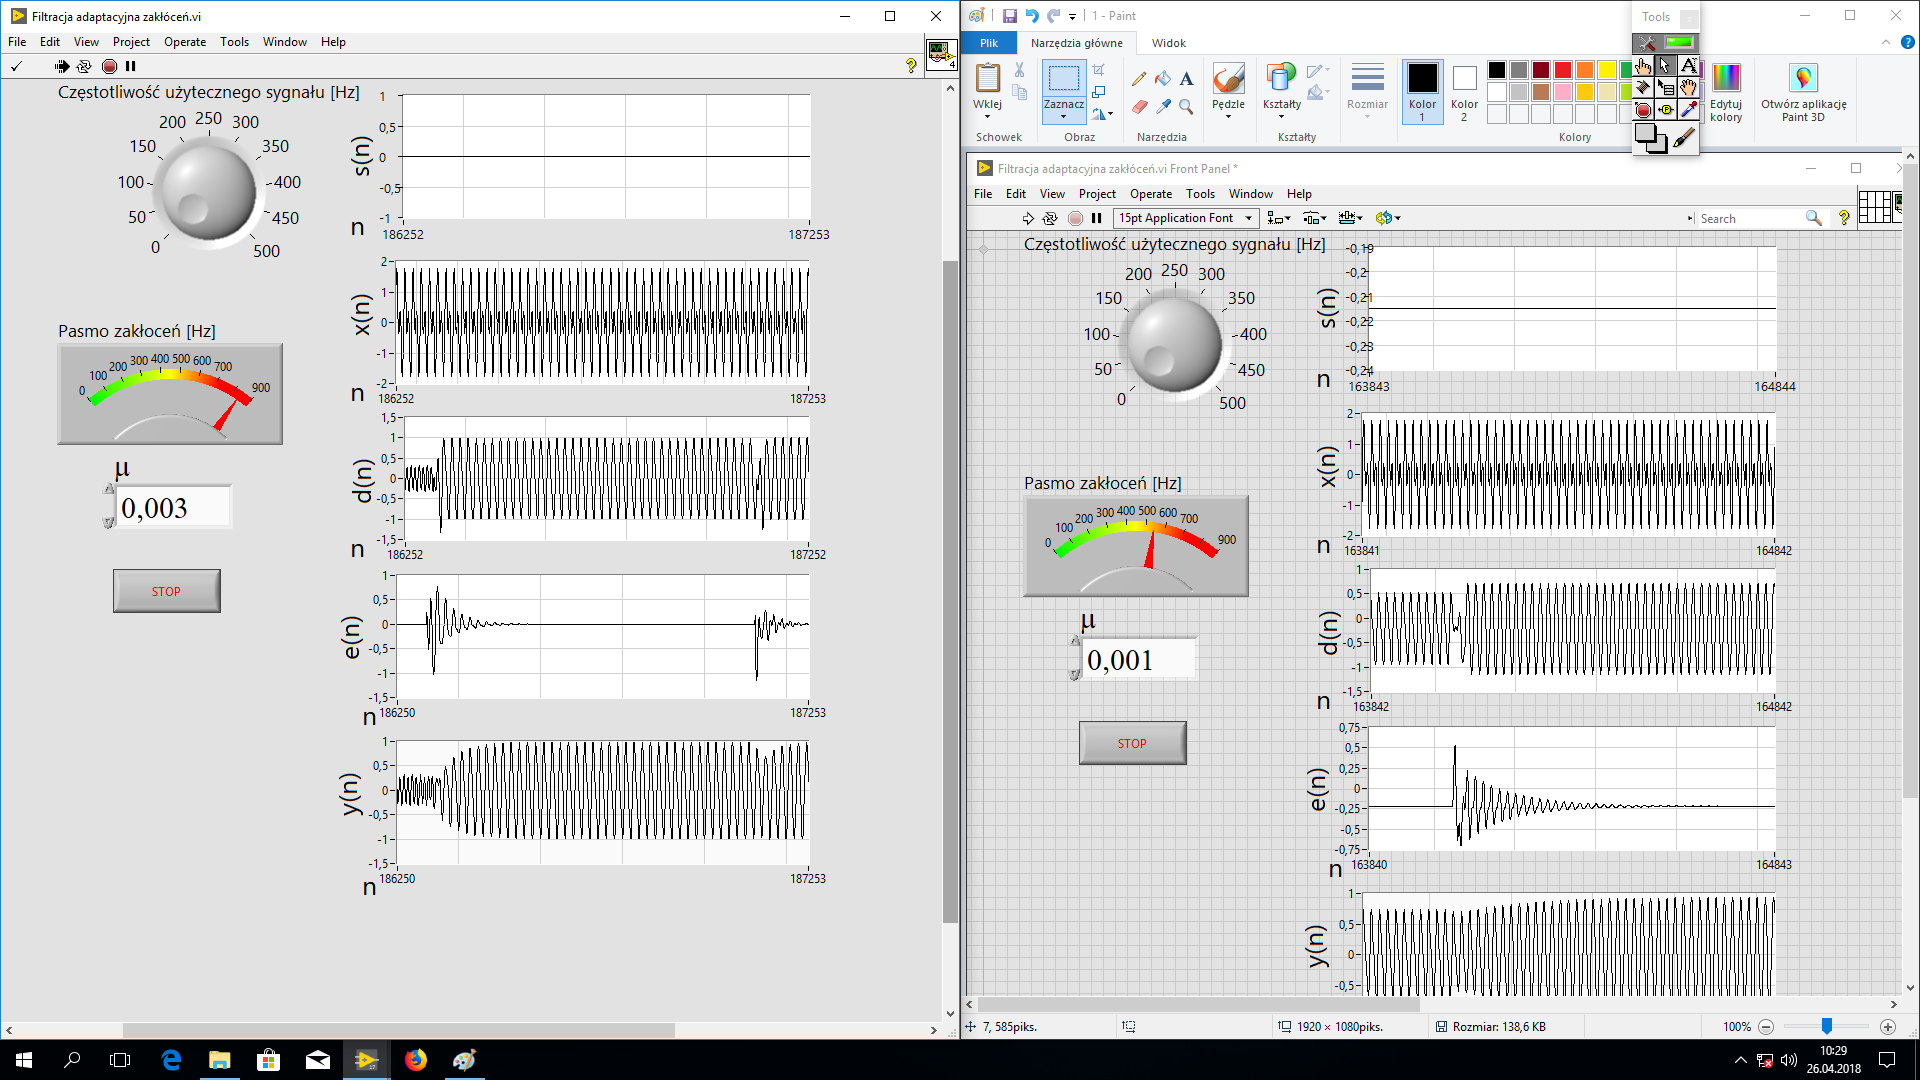 Filtracja adaptacyjna zakłóceń.vi
File Edit View Project Operate Tools Window Help
4
Częstotliwość użytecznego sygnału [Hz]
0 50 100 150 200 250 300 350 400 450 500
Pasmo zakłoceń [Hz]
0 100 200 300 400 500 600 700 900
μ
0,003
STOP
s(n)
1
0,5
0
-0,5
-1
n
186252 187253
x(n)
2
1
0
-1
-2
n
186252 187253
d(n)
1,5
1
0,5
0
-0,5
-1
-1,5
n
186252 187252
e(n)
1
0,5
0
-0,5
-1
-1,5
n
186250 187253
y(n)
1
0,5
0
-0,5
-1
-1,5
n
186250 187253
1 - Paint
Plik Narzędzia główne Widok
Wklej
Schowek
Zaznacz
Obraz
Narzędzia
Pędzle
Kształty
Kształty
Rozmiar
Kolor 1
Kolor 2
Kolory
Edytuj kolory
Otwórz aplikację Paint 3D
Tools
Filtracja adaptacyjna zakłóceń.vi Front Panel *
File Edit View Project Operate Tools Window Help
15pt Application Font
Search
Częstotliwość użytecznego sygnału [Hz]
0 50 100 150 200 250 300 350 400 450 500
Pasmo zakłoceń [Hz]
0 100 200 300 400 500 600 700 900
μ
0,001
STOP
s(n)
-0,19
-0,2
-0,21
-0,22
-0,23
-0,24
n
163843 164844
x(n)
2
1
0
-1
-2
n
163841 164842
d(n)
1
0,5
0
-0,5
-1
-1,5
n
163842 164842
e(n)
0,75
0,5
0,25
0
-0,25
-0,5
-0,75
n
163840 164843
y(n)
1
0,5
0
-0,5
7, 585piks.
1920 × 1080piks.
Rozmiar: 138,6 KB
100%
10:29
26.04.2018